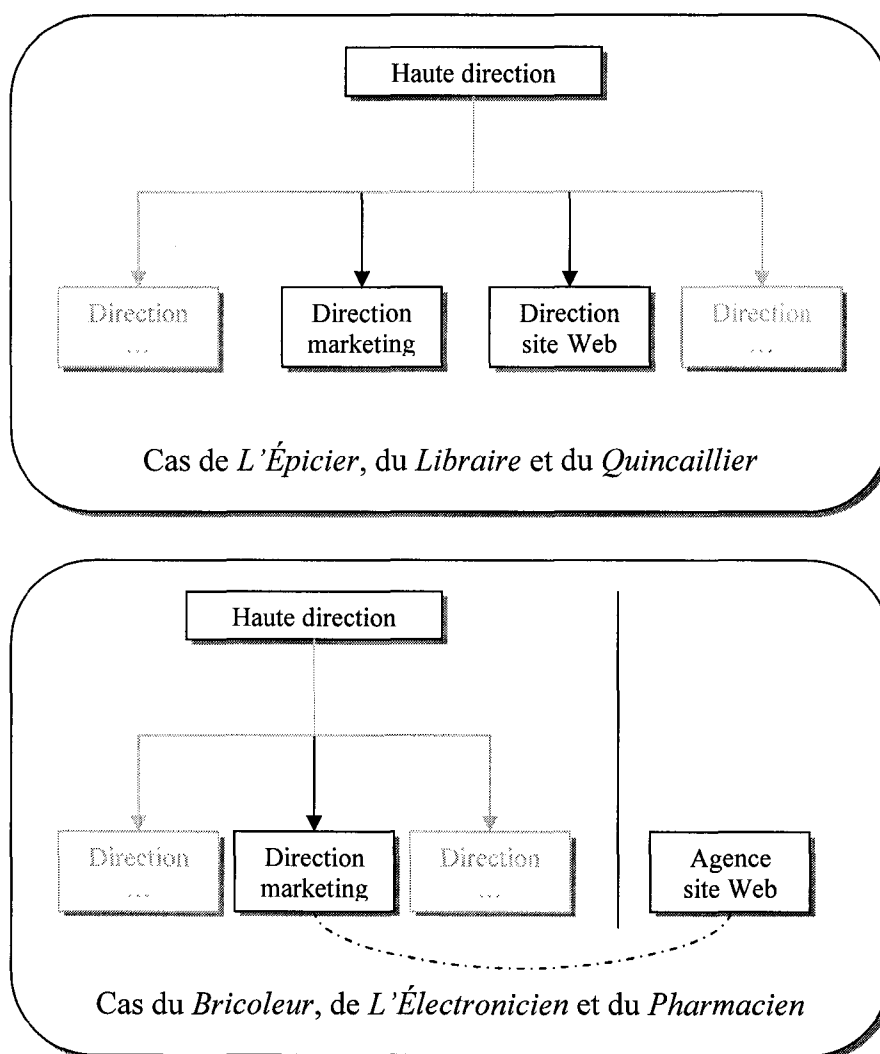 Haute direction
Direction
...
Direction
marketing
Direction
site Web
Direction
...
Cas de L’Épicier, du Libraire et du Quincaillier
Haute direction
Direction
...
Direction
marketing
Direction
...
Agence
site Web
Cas du Bricoleur, de L’Électronicien et du Pharmacien